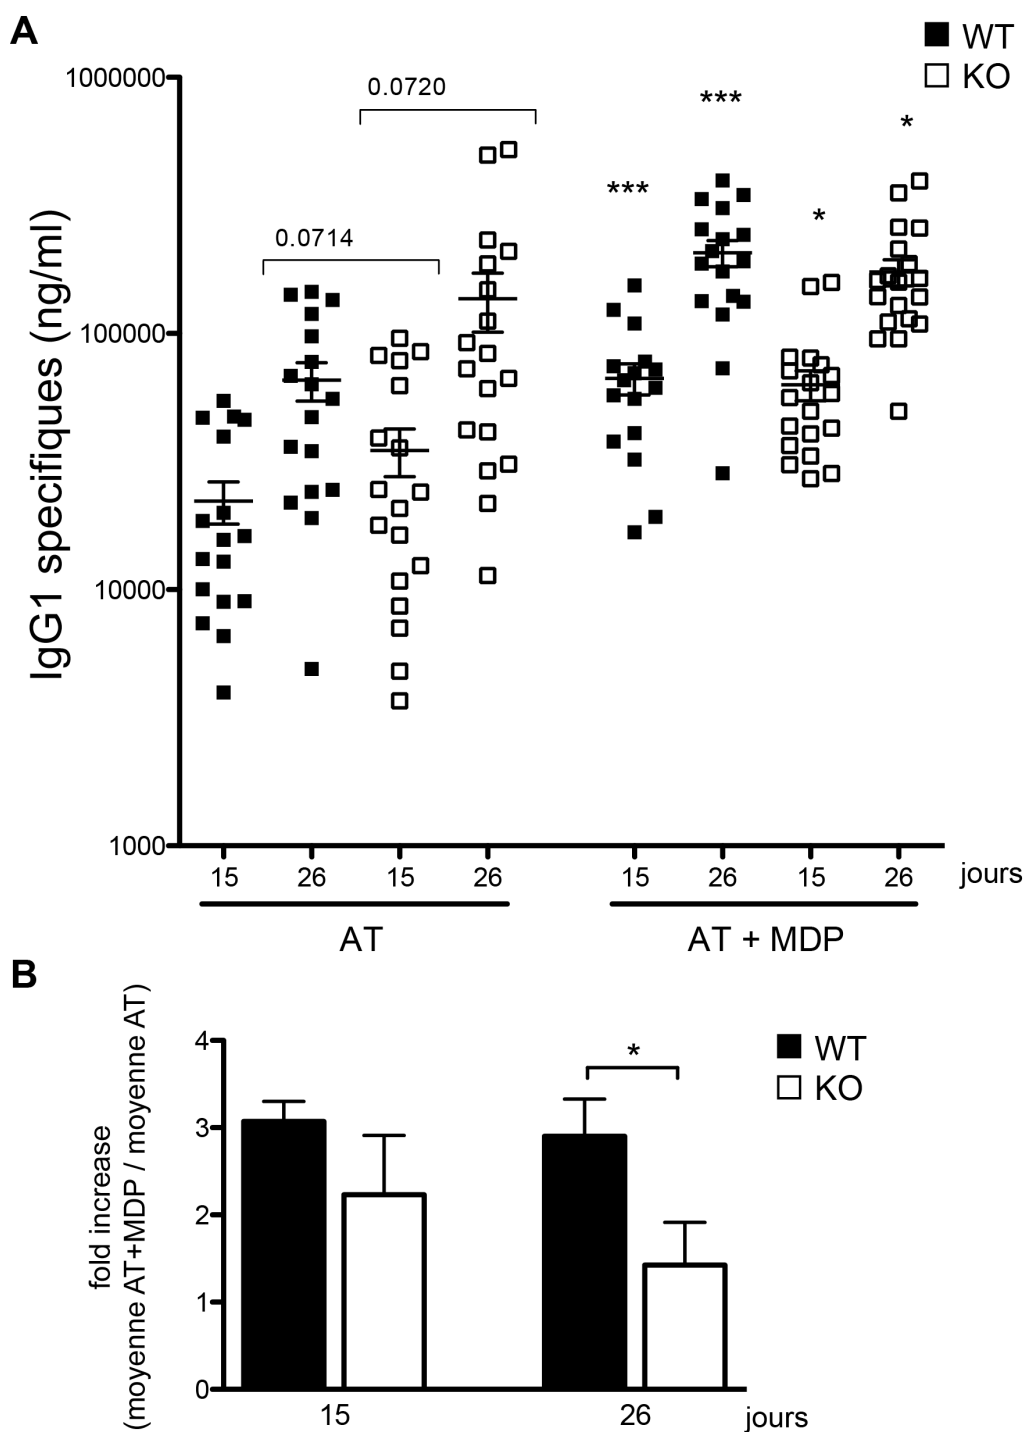 A
WT
KO
1000000
100000
10000
1000
IgG1 specifiques (ng/ml)
0.0714
0.0720
***
***
*
*
15 26 15 26 15 26 15 26 jours
AT AT + MDP
B
WT
KO
4
3
2
1
0
fold increase
(moyenne AT+MDP / moyenne AT)
*
15 26 jours